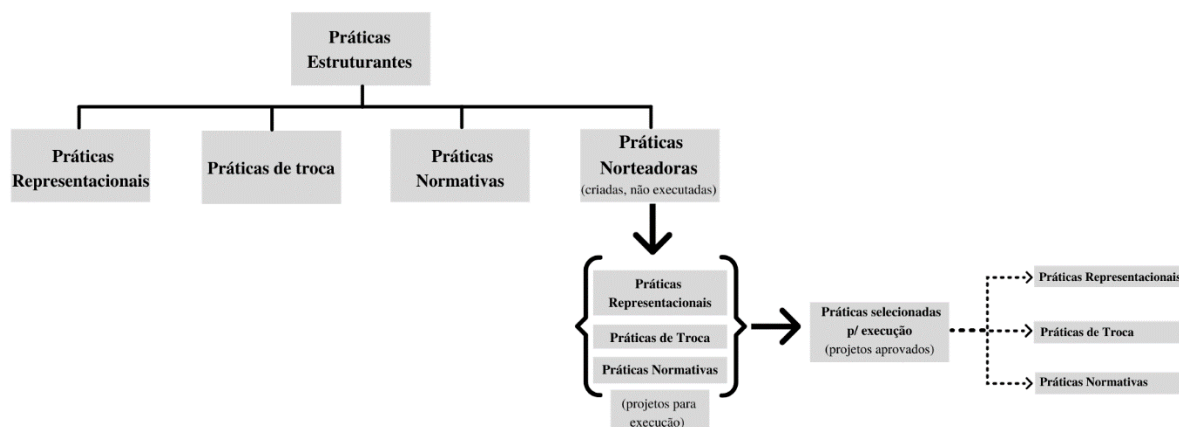 Práticas
Estruturantes
Práticas
Representacionais
Práticas de troca
Práticas
Normativas
Práticas
Norteadoras
(criadas, não executadas)
Práticas
Representacionais
Práticas de Troca
Práticas Normativas
(projetos para
execução)
Práticas selecionadas
p/ execução
(projetos aprovados)
Práticas Representacionais
Práticas de Troca
Práticas Normativas